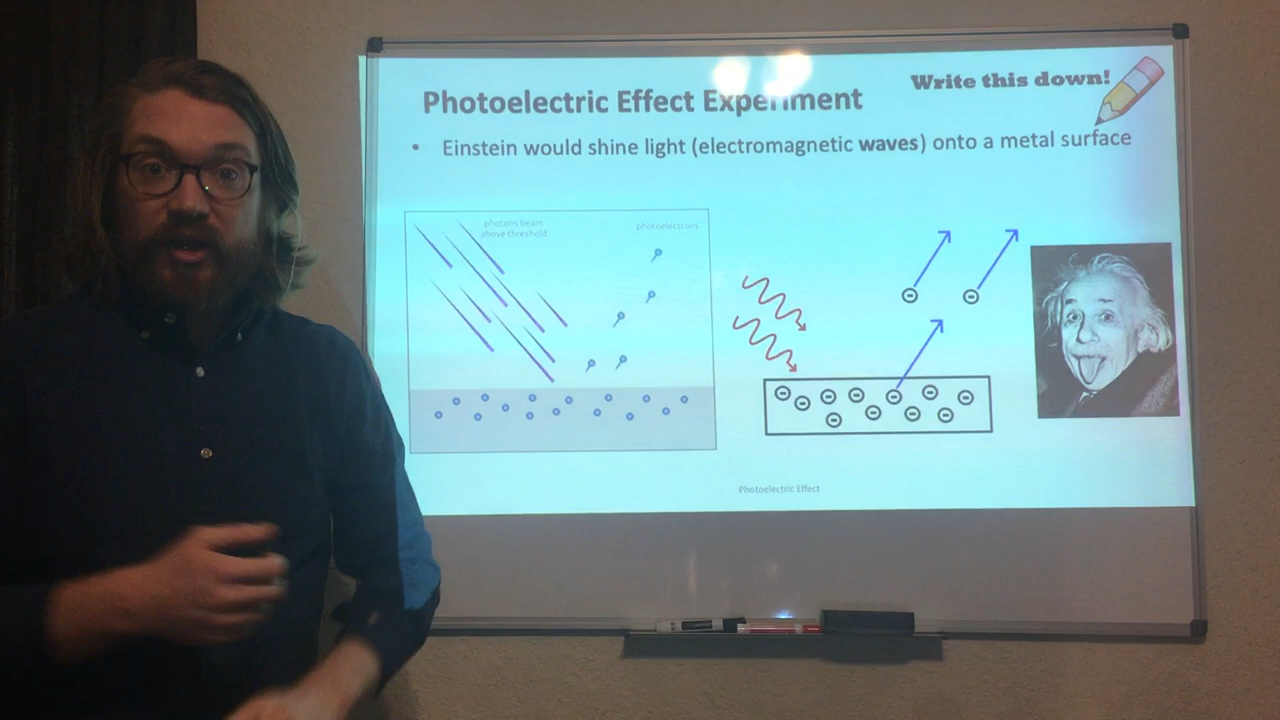 Write this down!
Photoelectric Effect Experiment
• Einstein would shine light (electromagnetic waves) onto a metal surface
photons beam
above threshold
photoelectrons
Photoelectric Effect